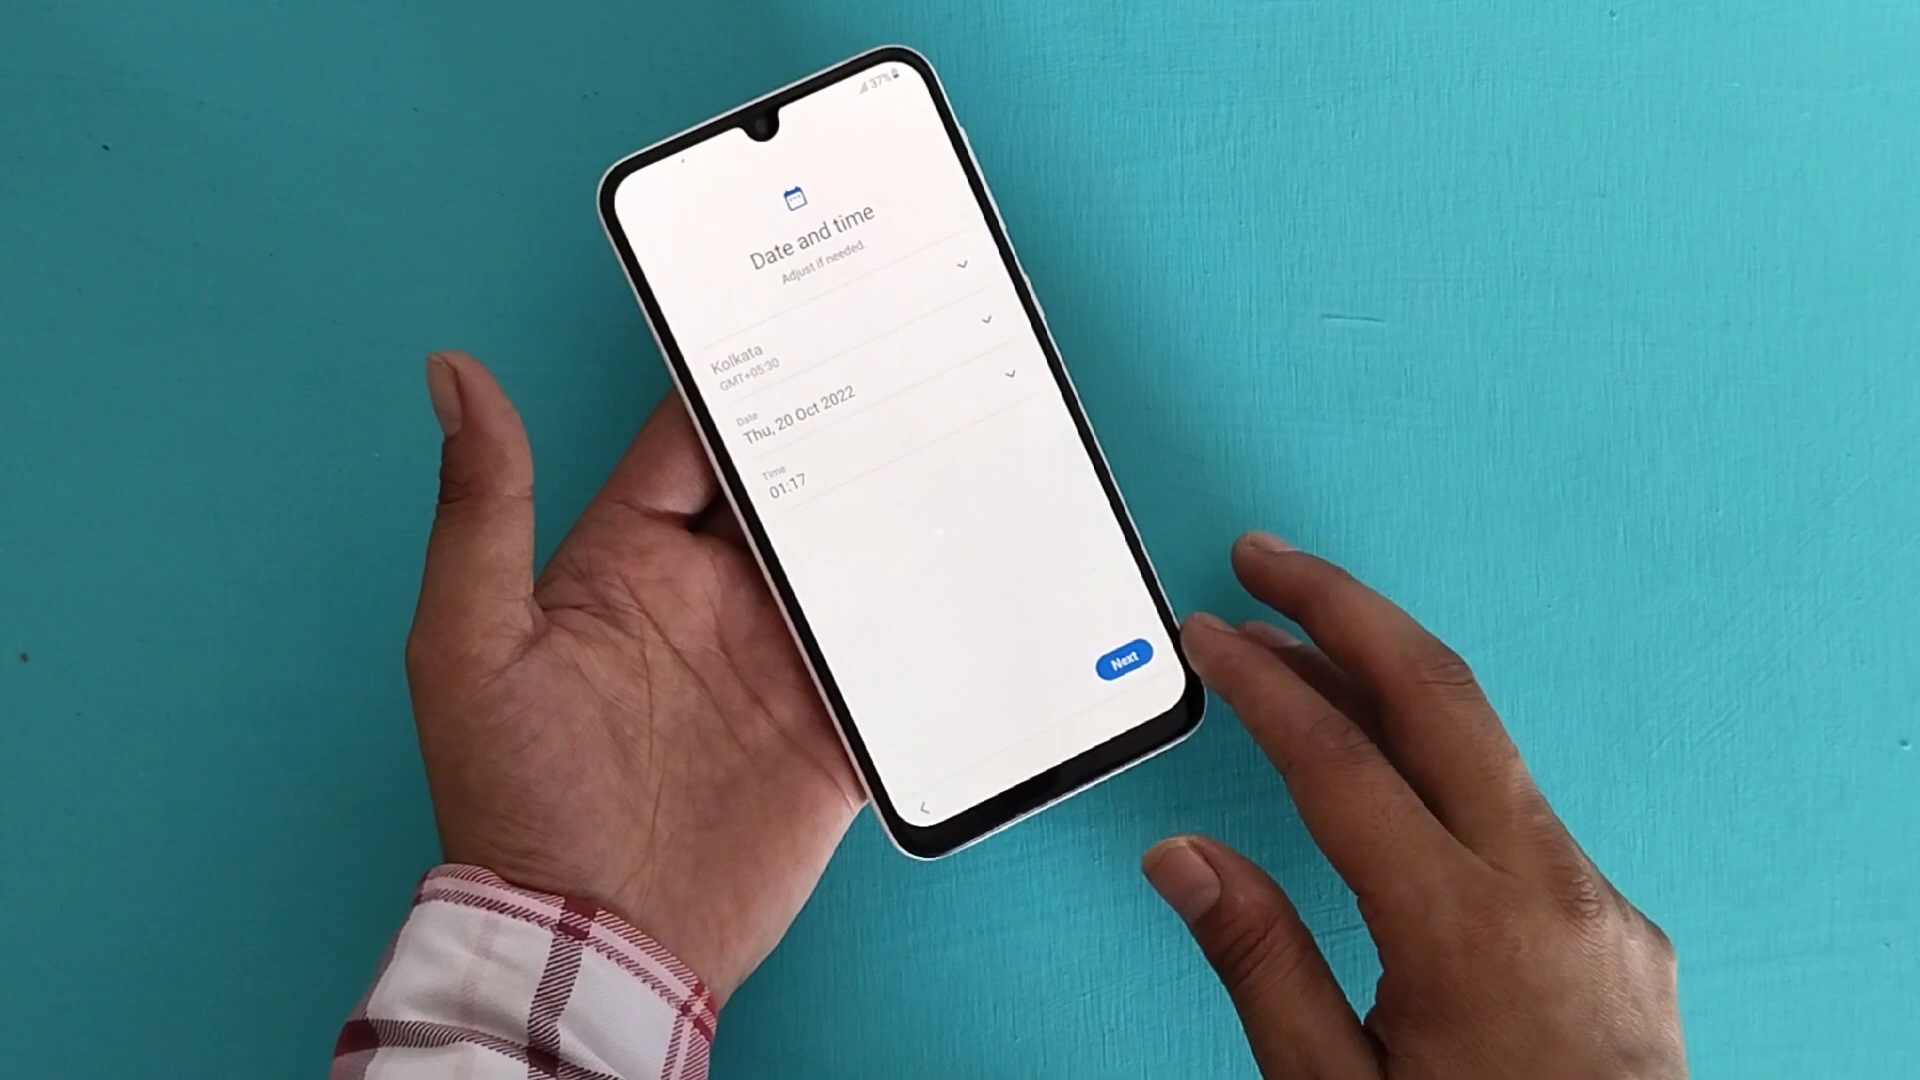 37%
Date and time
Adjust if needed.
Kolkata
GMT+05:30
Date
Thu, 20 Oct 2022
Time
01:17
Next